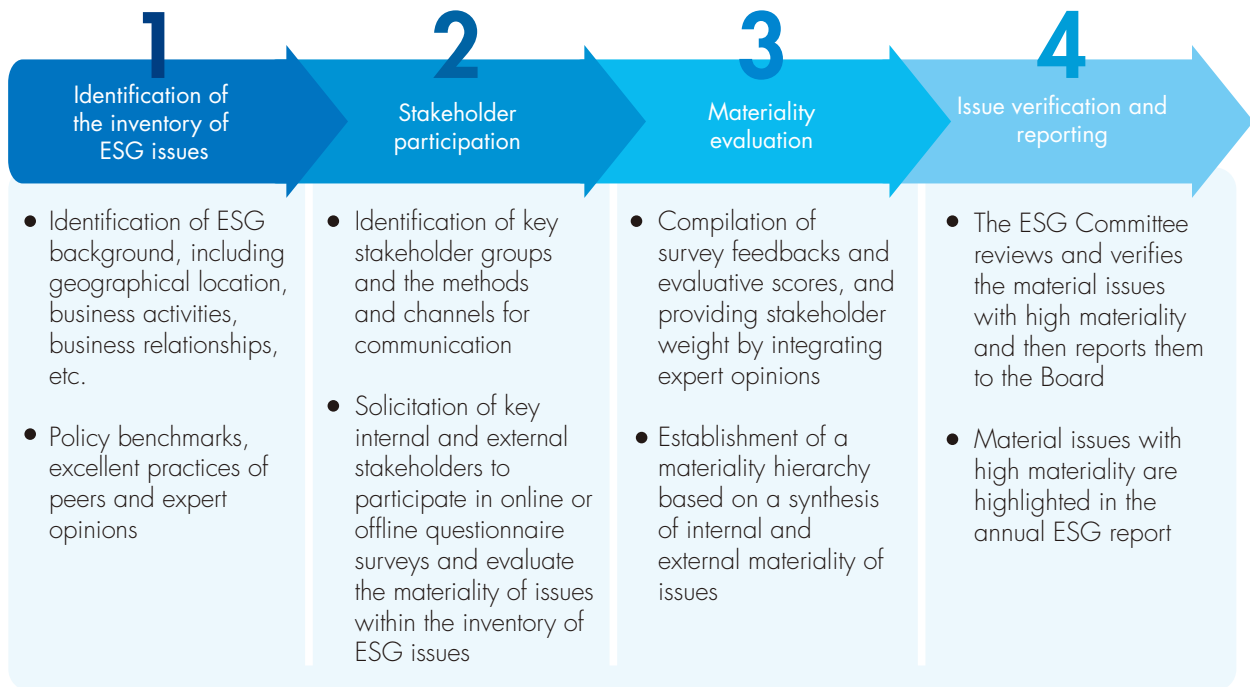 1
Identification of
the inventory of
ESG issues
2
Stakeholder
participation
3
Materiality
evaluation
4
Issue verification and
reporting
• Identification of ESG
background, including
geographical location,
business activities,
business relationships,
etc.
• Policy benchmarks,
excellent practices of
peers and expert
opinions
• Identification of key
stakeholder groups
and the methods
and channels for
communication
• Solicitation of key
internal and external
stakeholders to
participate in online or
offline questionnaire
surveys and evaluate
the materiality of issues
within the inventory of
ESG issues
• Compilation of
survey feedbacks and
evaluative scores, and
providing stakeholder
weight by integrating
expert opinions
• Establishment of a
materiality hierarchy
based on a synthesis
of internal and
external materiality of
issues
• The ESG Committee
reviews and verifies
the material issues
with high materiality
and then reports them
to the Board
• Material issues with
high materiality are
highlighted in the
annual ESG report